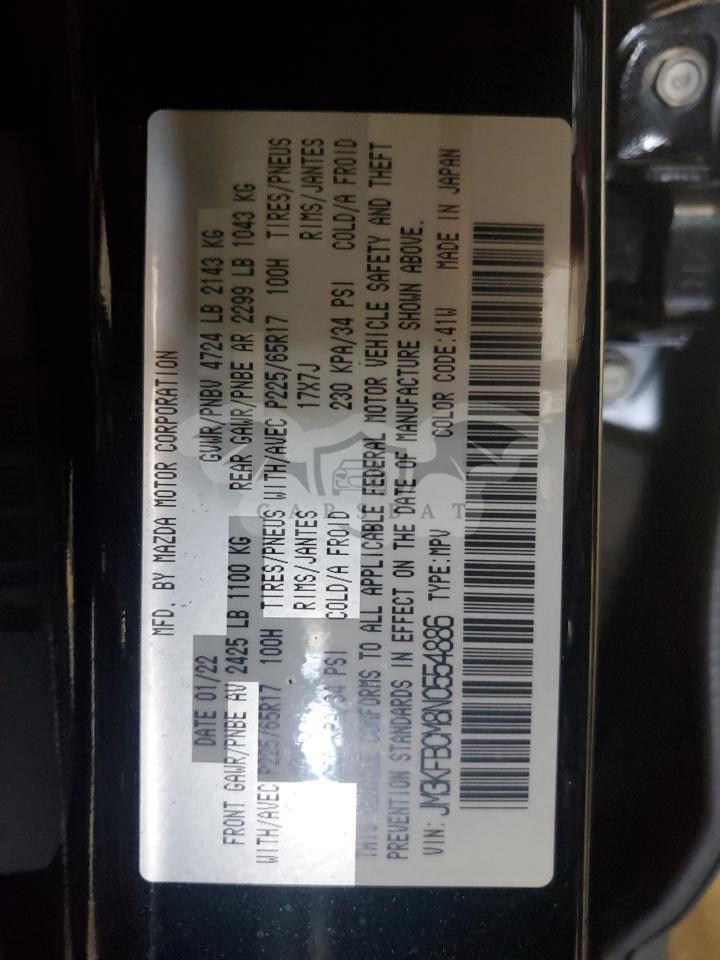 MFD. BY MAZDA MOTOR CORPORATION
DATE 01/22 GVWR/PNBV 4724 LB 2143 KG
FRONT GAWR/PNBE AV 2425 LB 1100 KG REAR GAWR/PNBE AR 2299 LB 1043 KG
WITH/AVEC P225/65R17 100H TIRES/PNEUS WITH/AVEC P225/65R17 100H TIRES/PNEUS
RIMS/JANTES 17X7J RIMS/JANTES
PSI COLD/A FROID 230 KPA/34 PSI COLD/A FROID
THIS CONFORMS TO ALL APPLICABLE FEDERAL MOTOR VEHICLE SAFETY AND THEFT
PREVENTION STANDARDS IN EFFECT ON THE DATE OF MANUFACTURE SHOWN ABOVE.
VIN: JM3KFBCM8N0554886 TYPE:MPV COLOR CODE:41W MADE IN JAPAN
CARSBAT